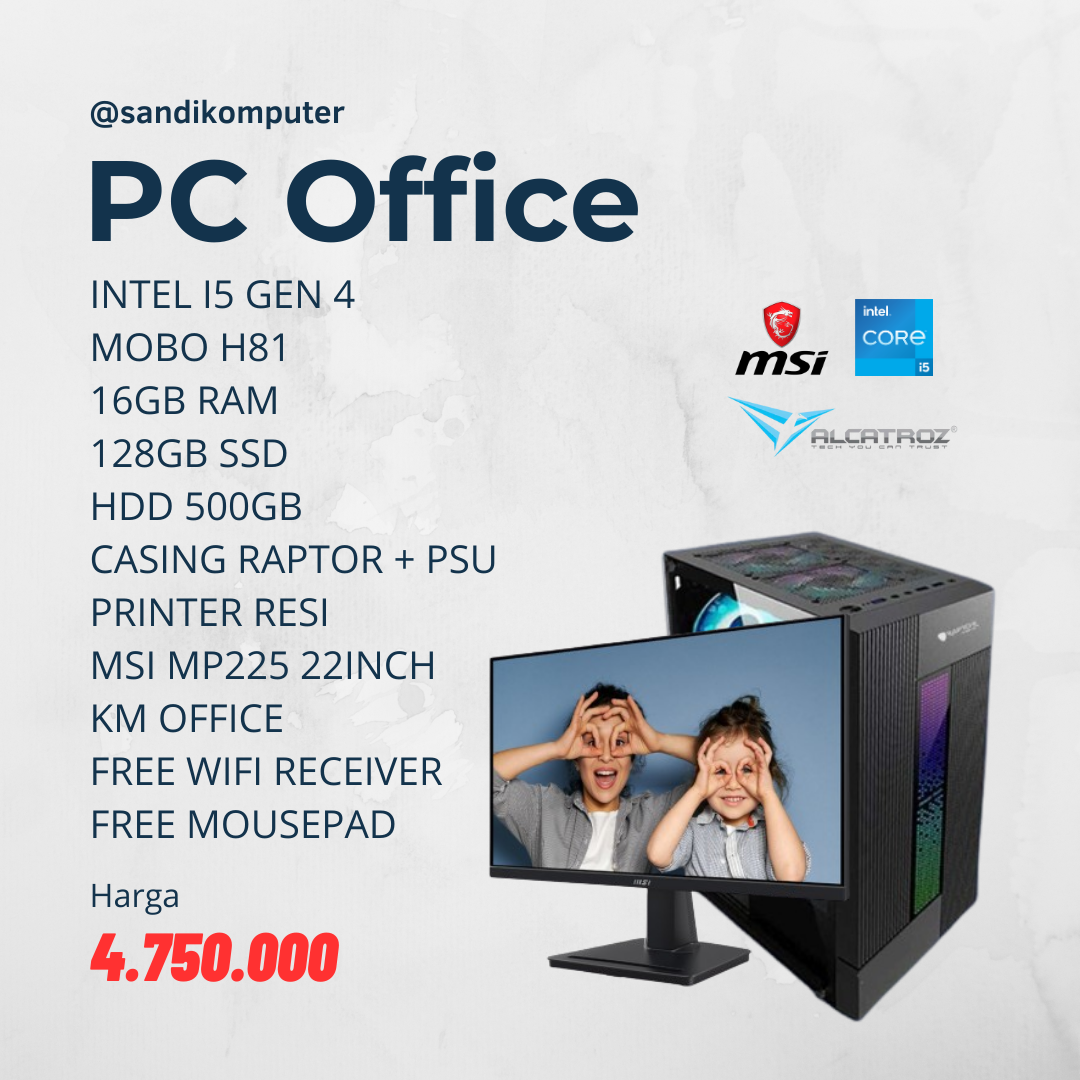 @sandikomputer
PC Office
INTEL I5 GEN 4
MOBO H81
16GB RAM
128GB SSD
HDD 500GB
CASING RAPTOR + PSU
PRINTER RESI
MSI MP225 22INCH
KM OFFICE
FREE WIFI RECEIVER
FREE MOUSEPAD
Harga
4.750.000
msi
intel
CORE
i5
ALCATROZ®
TECH YOU CAN TRUST
msi